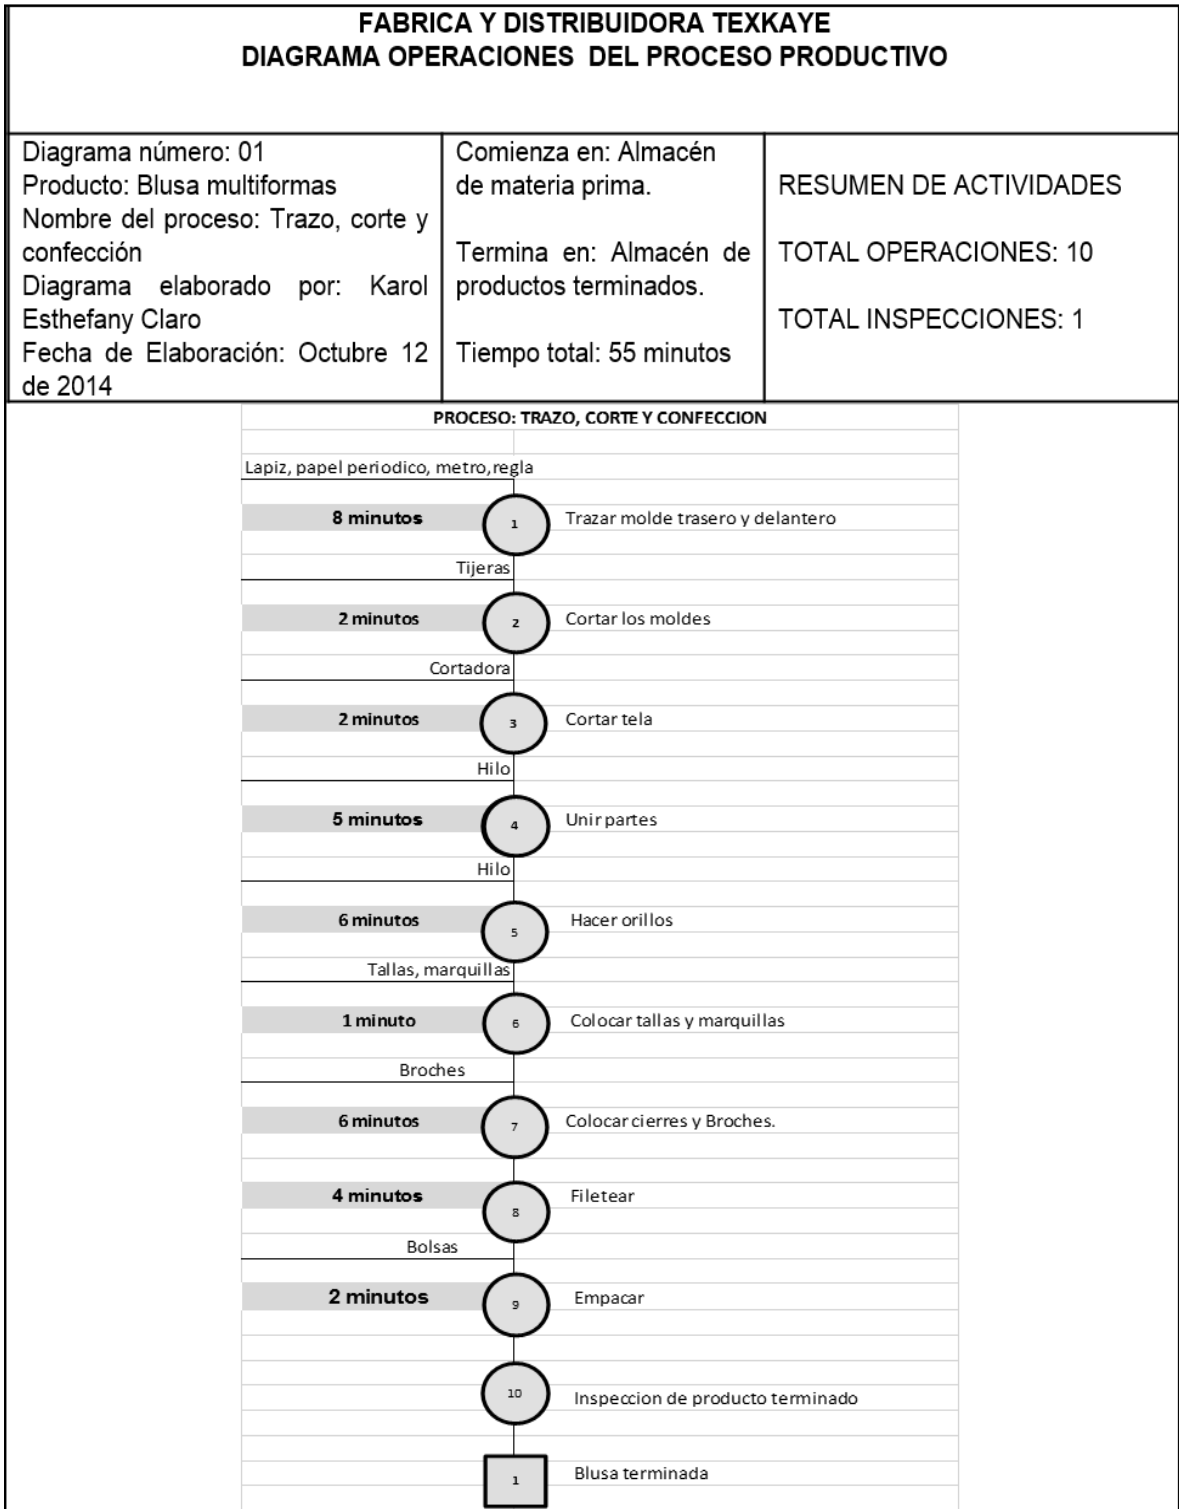 FABRICA Y DISTRIBUIDORA TEXKAYE
DIAGRAMA OPERACIONES DEL PROCESO PRODUCTIVO
Diagrama número: 01
Producto: Blusa multiformas
Nombre del proceso: Trazo, corte y
confección
Diagrama elaborado por: Karol
Esthefany Claro
Fecha de Elaboración: Octubre 12
de 2014
Comienza en: Almacén
de materia prima.
Termina en: Almacén de
productos terminados.
Tiempo total: 55 minutos
RESUMEN DE ACTIVIDADES
TOTAL OPERACIONES: 10
TOTAL INSPECCIONES: 1
PROCESO: TRAZO, CORTE Y CONFECCION
Lapiz, papel periodico, metro,regla
8 minutos 1 Trazar molde trasero y delantero
Tijeras
2 minutos 2 Cortar los moldes
Cortadora
2 minutos 3 Cortar tela
Hilo
5 minutos 4 Unir partes
Hilo
6 minutos 5 Hacer orillos
Tallas, marquillas
1 minuto 6 Colocar tallas y marquillas
Broches
6 minutos 7 Colocar cierres y Broches.
4 minutos 8 Filetear
Bolsas
2 minutos 9 Empacar
10 Inspeccion de producto terminado
1 Blusa terminada